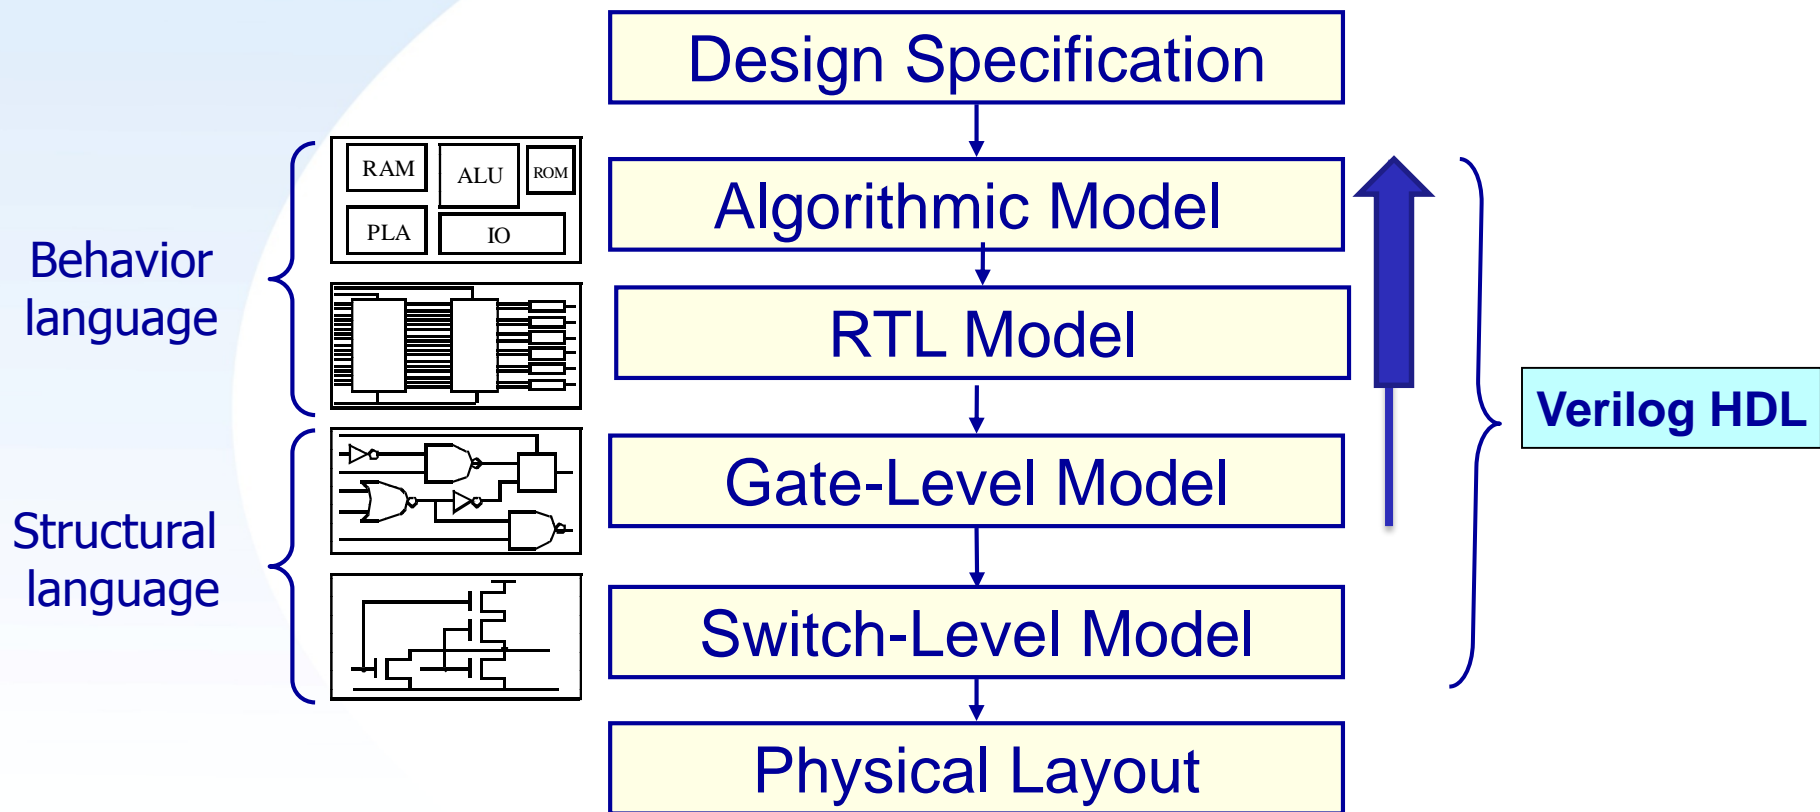 Design Specification
RAM
ALU
ROM
PLA
IO
Algorithmic Model
Behavior
language
RTL Model
Verilog HDL
Gate-Level Model
Structural
language
Switch-Level Model
Physical Layout